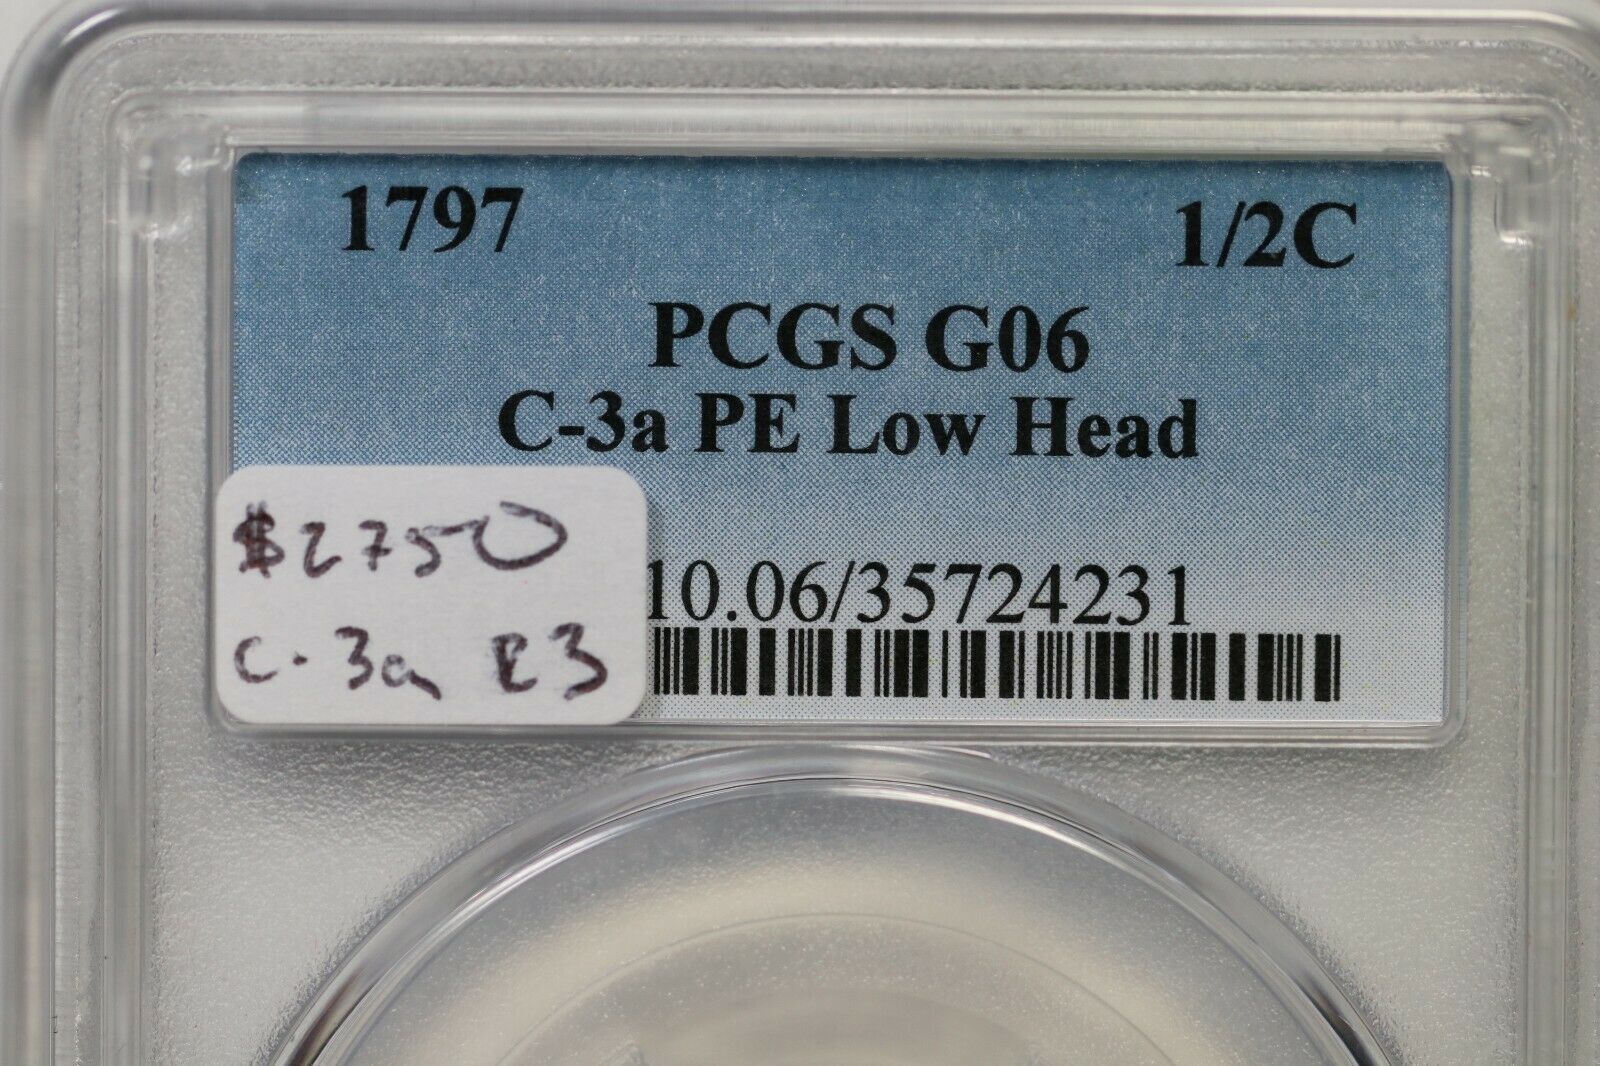 1797 1/2C
PCGS G06
C-3a PE Low Head
10.06/35724231
$2750
C-3a R3